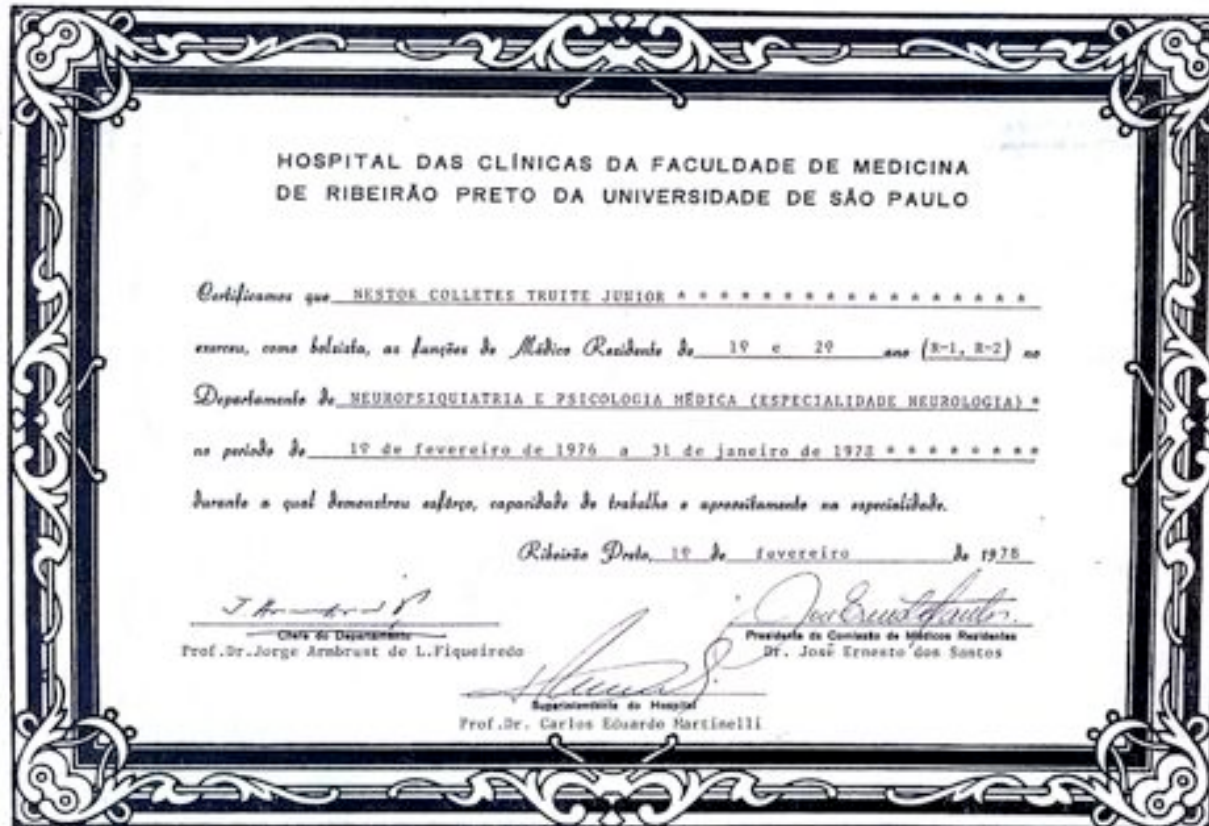 HOSPITAL DAS CLÍNICAS DA FACULDADE DE MEDICINA
DE RIBEIRÃO PRETO DA UNIVERSIDADE DE SÃO PAULO
Certificamos que NESTOR COLLETES TRUITE JUNIOR * * * * * * * * * * * * * * * * *
exerceu, como bolsista, as funções de Médico Residente de 1º e 2º ano (R-1, R-2) no
Departamento de NEUROPSIQUIATRIA E PSICOLOGIA MÉDICA (ESPECIALIDADE NEUROLOGIA) *
no período de 1º de fevereiro de 1976 a 31 de janeiro de 1978 * * * * * * * *
durante a qual demonstrou esfôrço, capacidade de trabalho e aproveitamento na especialidade.
Ribeirão Preto, 1º de fevereiro de 1978
Chefe do Departamento
Prof.Dr.Jorge Armbrust de L.Figueiredo
Presidente da Comissão de Médicos Residentes
Dr. José Ernesto dos Santos
Superintendente do Hospital
Prof.Dr. Carlos Eduardo Martinelli